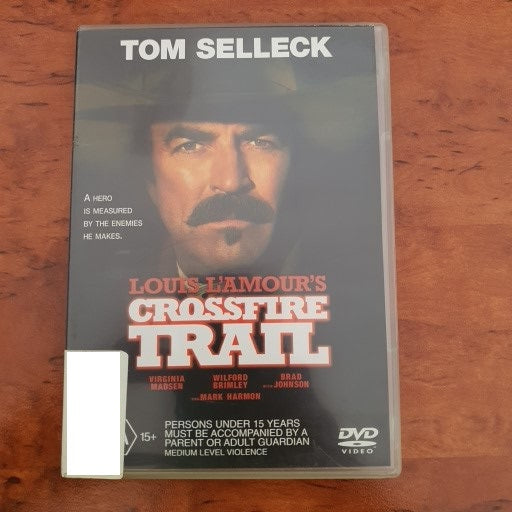 TOM SELLECK
A HERO
IS MEASURED
BY THE ENEMIES
HE MAKES.
LOUIS L'AMOUR'S
CROSSFIRE
TRAIL
VIRGINIA MADSEN WILFORD BRIMLEY WITH BRAD JOHNSON
AND MARK HARMON
15+
PERSONS UNDER 15 YEARS
MUST BE ACCOMPANIED BY A
PARENT OR ADULT GUARDIAN
MEDIUM LEVEL VIOLENCE
DVD
VIDEO